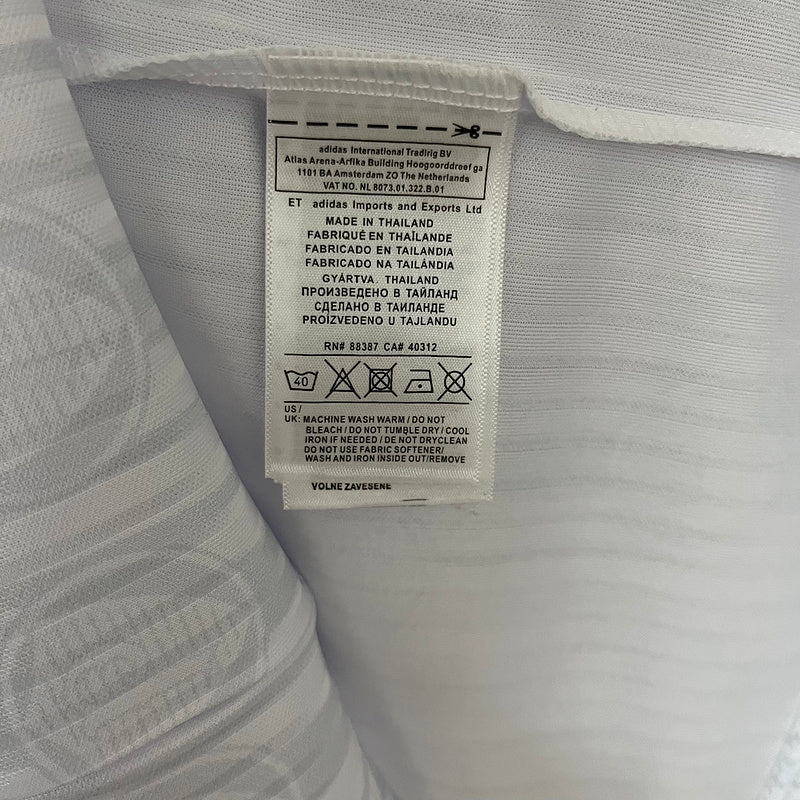 adidas International Tradirig BV
Atlas Arena-Arfika Building Hoogoorddreef ga
1101 BA Amsterdam ZO The Netherlands
VAT NO. NL 8073.01.322.B.01
ET adidas Imports and Exports Ltd
MADE IN THAILAND
FABRIQUÉ EN THAÎLANDE
FABRICADO EN TAILANDIA
FABRICADO NA TAILÁNDIA
GYÁRTVA. THAILAND
ПРОИЗВЕДЕНО В ТАЙЛАНД
СДЕЛАНО В ТАИЛАНДЕ
PROÍZVEDENO U TAJLANDU
RN# 88387 CA# 40312
40
US /
UK: MACHINE WASH WARM / DO NOT
BLEACH / DO NOT TUMBLE DRY / COOL
IRON IF NEEDED / DE NOT DRYCLEAN
DO NOT USE FABRIC SOFTENER/
WASH AND IRON INSIDE OUT/REMOVE
VOLNE ZAVESENE